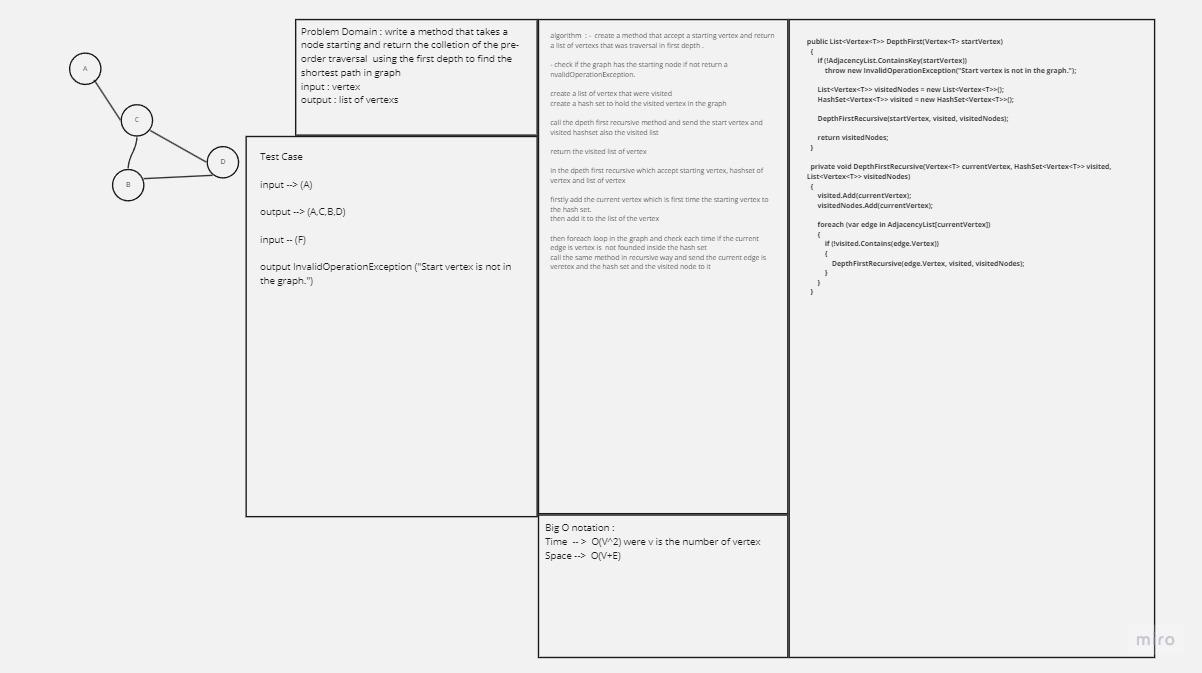 A
C
D
B
Problem Domain : write a method that takes a
node starting and return the colletion of the pre-
order traversal  using the first depth to find the
shortest path in graph
input : vertex
output : list of vertexs
Test Case
input --> (A)
output --> (A,C,B,D)
input -- (F)
output InvalidOperationException ("Start vertex is not in
the graph.")
algorithm  : -  create a method that accept a starting vertex and return
a list of vertexs that was traversal in first depth .
- check if the graph has the starting node if not return a
nvalidOperationException.
create a list of vertex that were visited
create a hash set to hold the visited vertex in the graph
call the dpeth first recursive method and send the start vertex and
visited hashset also the visited list
return the visited list of vertex
in the dpeth first recursive which accept starting vertex, hashset of
vertex and list of vertex
firstly add the current vertex which is first time the starting vertex to
the hash set.
then add it to the list of the vertex
then foreach loop in the graph and check each time if the current
edge is vertex is  not founded inside the hash set
call the same method in recursive way and send the current edge is
veretex and the hash set and the visited node to it
Big O notation :
Time  -- >  O(V^2) were v is the number of vertex
Space -->  O(V+E)
public List<Vertex<T>> DepthFirst(Vertex<T> startVertex)
{
if (!AdjacencyList.ContainsKey(startVertex))
throw new InvalidOperationException("Start vertex is not in the graph.");
List<Vertex<T>> visitedNodes = new List<Vertex<T>>();
HashSet<Vertex<T>> visited = new HashSet<Vertex<T>>();
DepthFirstRecursive(startVertex, visited, visitedNodes);
return visitedNodes;
}
private void DepthFirstRecursive(Vertex<T> currentVertex, HashSet<Vertex<T>> visited,
List<Vertex<T>> visitedNodes)
{
visited.Add(currentVertex);
visitedNodes.Add(currentVertex);
foreach (var edge in AdjacencyList[currentVertex])
{
if (!visited.Contains(edge.Vertex))
{
DepthFirstRecursive(edge.Vertex, visited, visitedNodes);
}
}
}
miro